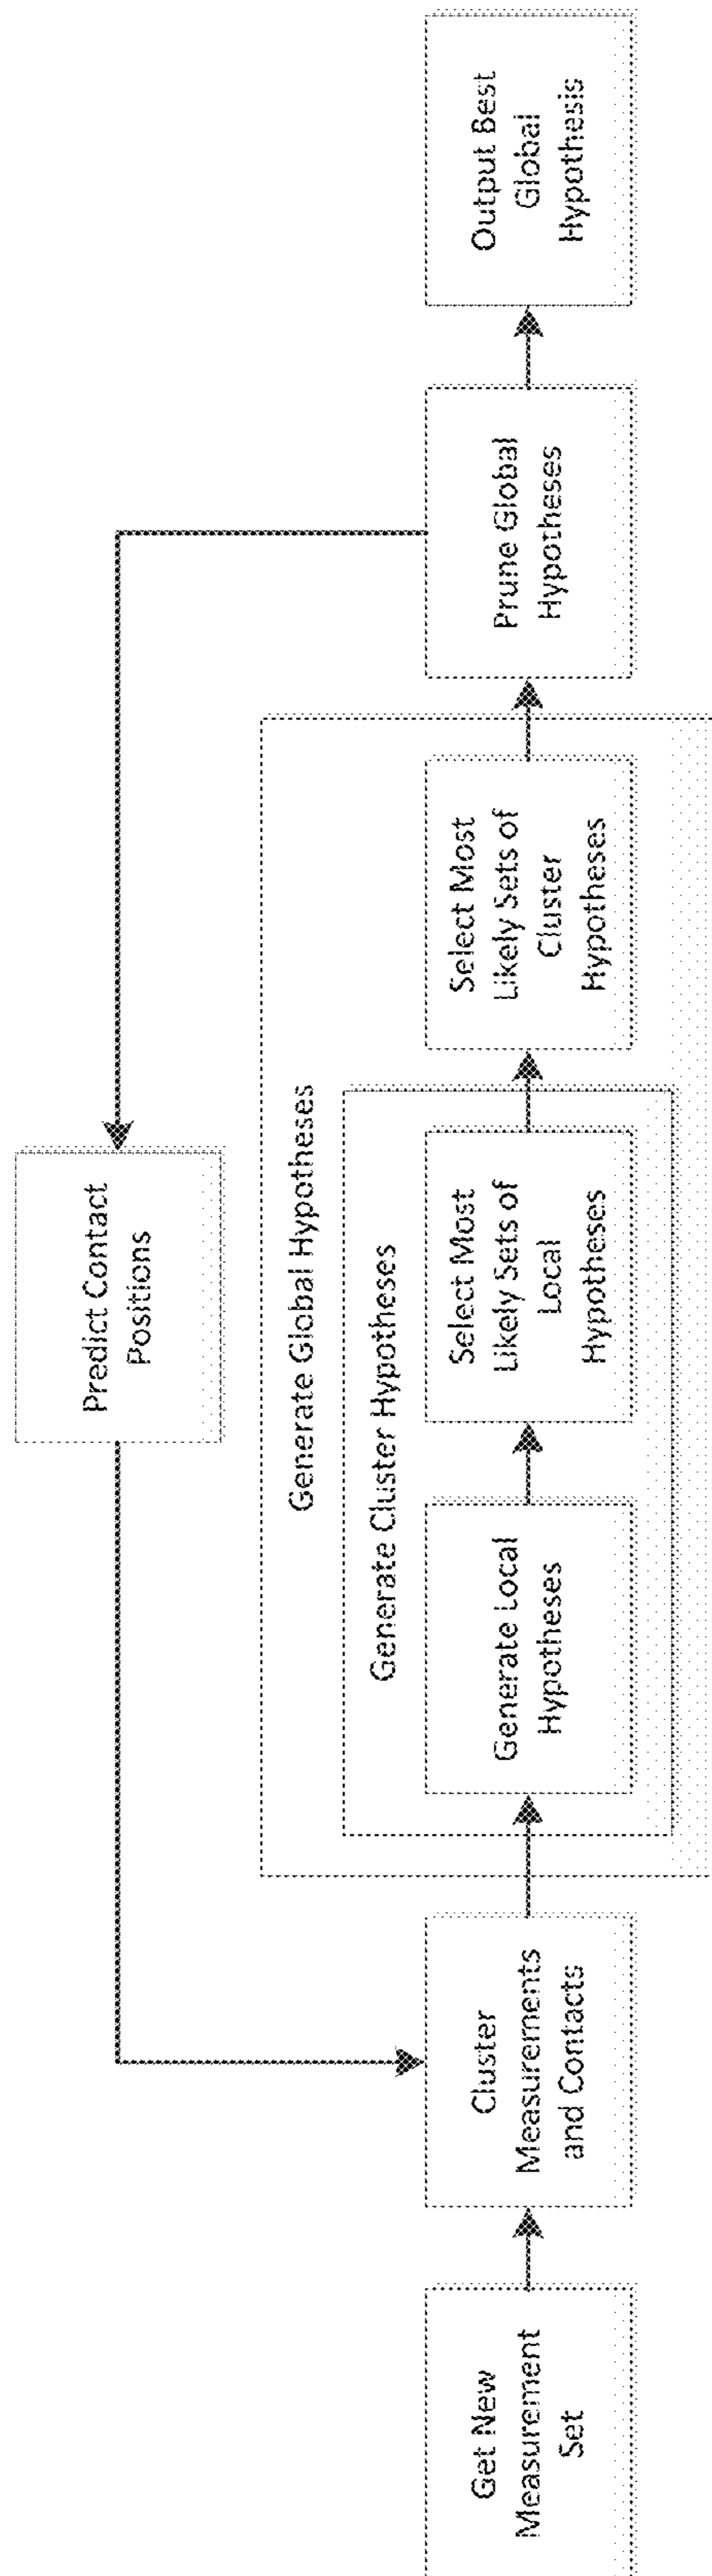 Predict Contact
Positions
Generate Global Hypotheses
Generate Cluster Hypotheses
Get New
Measurement
Set
Cluster
Measurements
and Contacts
Generate Local
Hypotheses
Select Most
Likely Sets of
Local
Hypotheses
Select Most
Likely Sets of
Cluster
Hypotheses
Prune Global
Hypotheses
Output Best
Global
Hypothesis